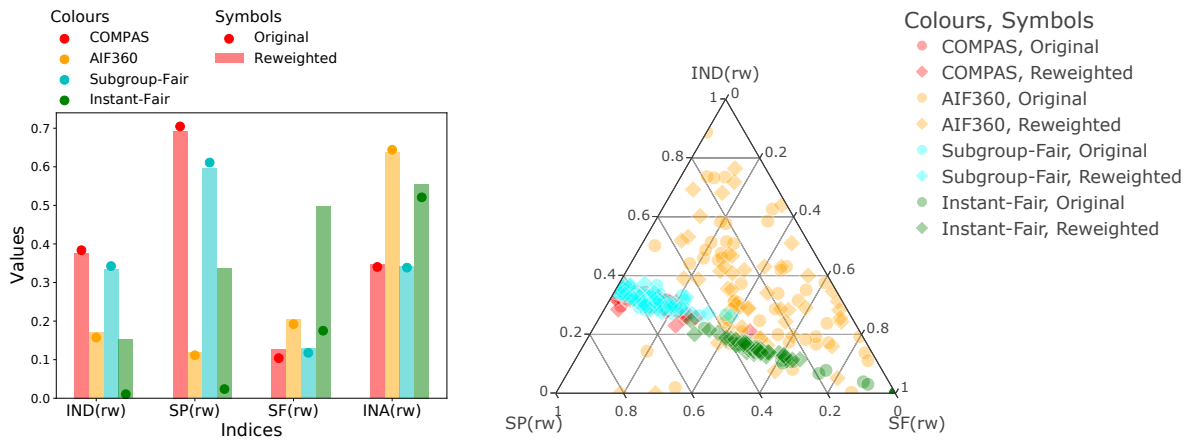 Colours
COMPAS
AIF360
Subgroup-Fair
Instant-Fair
Symbols
Original
Reweighted
Values
0.7
0.6
0.5
0.4
0.3
0.2
0.1
0.0
IND(rw)
SP(rw)
SF(rw)
INA(rw)
Indices
Colours, Symbols
COMPAS, Original
COMPAS, Reweighted
AIF360, Original
AIF360, Reweighted
Subgroup-Fair, Original
Subgroup-Fair, Reweighted
Instant-Fair, Original
Instant-Fair, Reweighted
IND(rw)
1
0
0.8
0.2
0.6
0.4
0.4
0.6
0.2
0.8
0
1
1
0.8
0.6
0.4
0.2
0
SP(rw)
SF(rw)